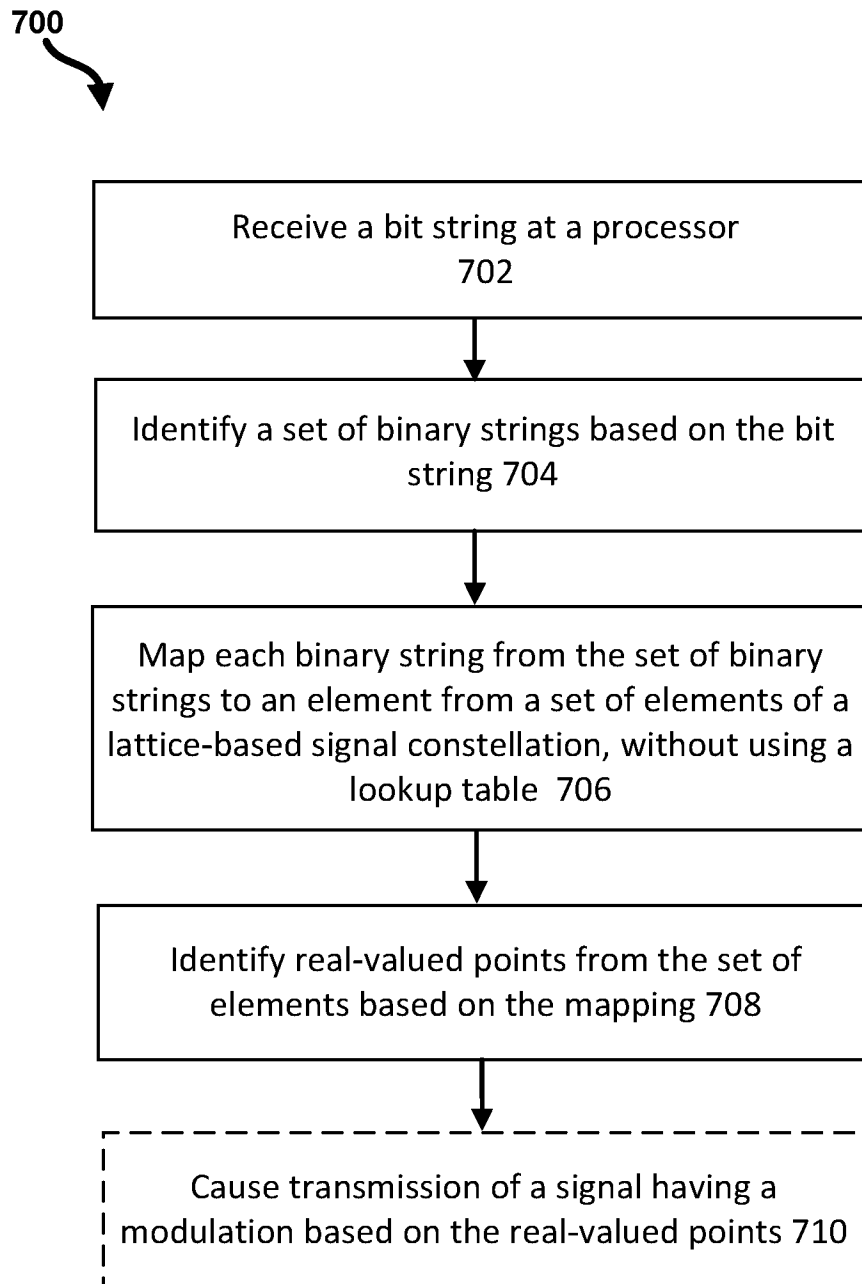 700
Receive a bit string at a processor
702
Identify a set of binary strings based on the bit
string 704
Map each binary string from the set of binary
strings to an element from a set of elements of a
lattice-based signal constellation, without using a
lookup table 706
Identify real-valued points from the set of
elements based on the mapping 708
Cause transmission of a signal having a
modulation based on the real-valued points 710